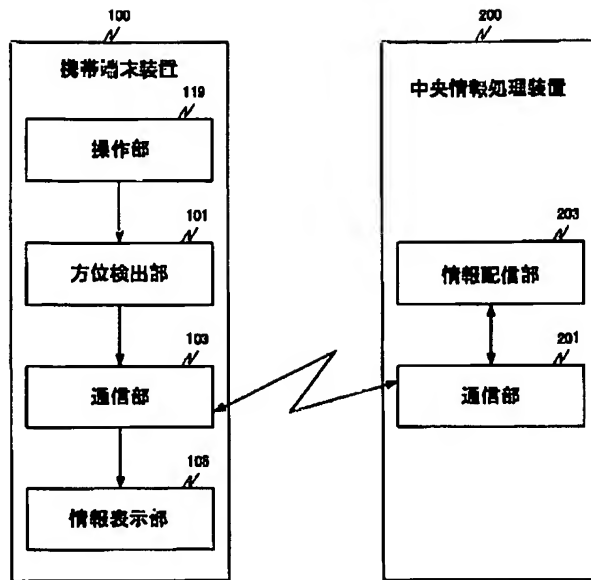 100
携帯端末装置
119
操作部
101
方位検出部
103
通信部
105
情報表示部
200
中央情報処理装置
203
情報配信部
201
通信部